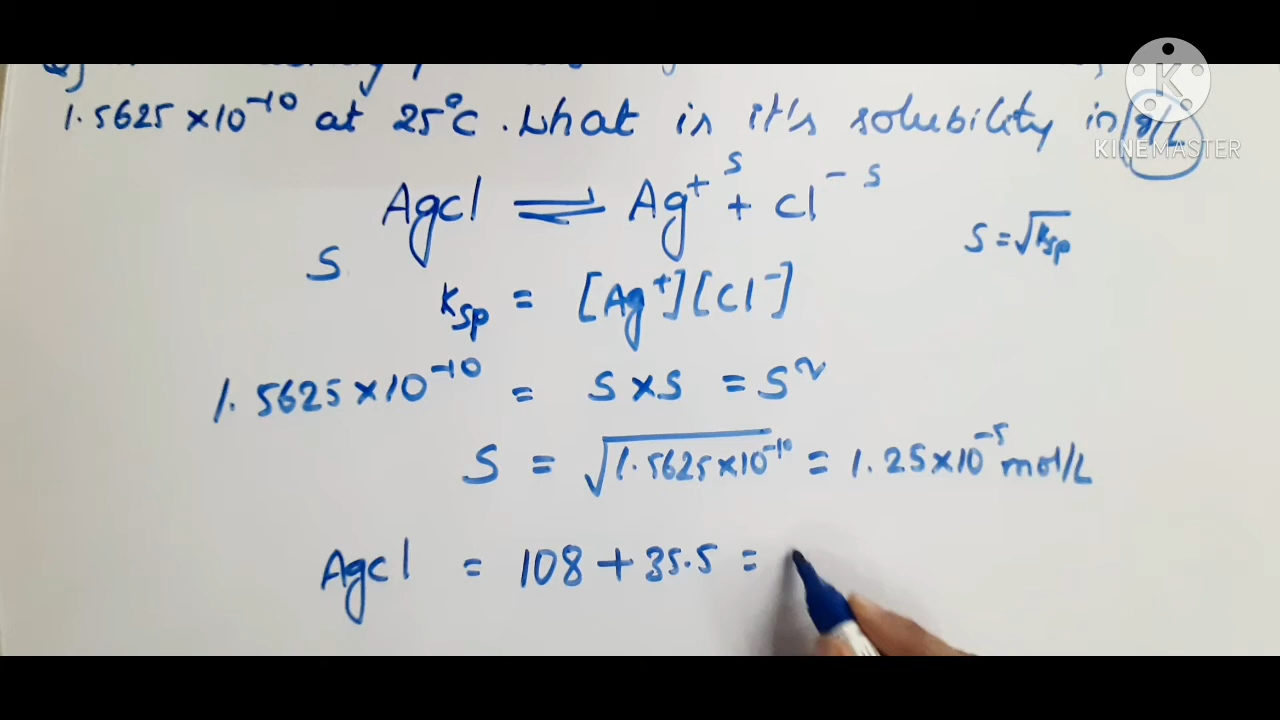 1.5625×10⁻¹⁰ at 25°C. What is it's solubility in g/L
K
KINEMASTER
AgCl ⇌ Ag⁺ + Cl⁻
S S
S
S = √Ksp
Ksp = [Ag⁺][Cl⁻]
1.5625×10⁻¹⁰ = S×S = S²
S = √1.5625×10⁻¹⁰ = 1.25×10⁻⁵ mol/L
AgCl = 108 + 35.5 =